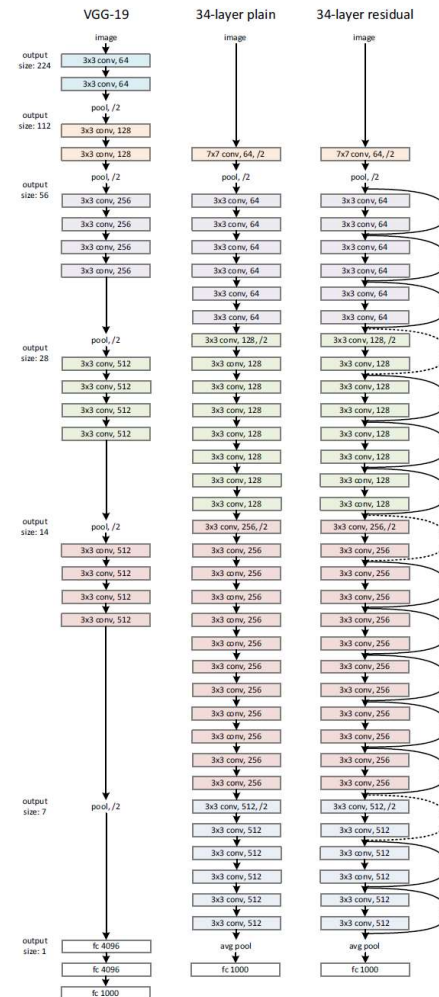 VGG-19
image
output
size: 224
3x3 conv, 64
3x3 conv, 64
pool, /2
output
size: 112
3x3 conv, 128
3x3 conv, 128
pool, /2
output
size: 56
3x3 conv, 256
3x3 conv, 256
3x3 conv, 256
3x3 conv, 256
pool, /2
output
size: 28
3x3 conv, 512
3x3 conv, 512
3x3 conv, 512
3x3 conv, 512
pool, /2
output
size: 14
3x3 conv, 512
3x3 conv, 512
3x3 conv, 512
3x3 conv, 512
output
size: 7
pool, /2
output
size: 1
fc 4096
fc 4096
fc 1000
34-layer plain
image
7x7 conv, 64, /2
pool, /2
3x3 conv, 64
3x3 conv, 64
3x3 conv, 64
3x3 conv, 64
3x3 conv, 64
3x3 conv, 64
3x3 conv, 128, /2
3x3 conv, 128
3x3 conv, 128
3x3 conv, 128
3x3 conv, 128
3x3 conv, 128
3x3 conv, 128
3x3 conv, 128
3x3 conv, 256, /2
3x3 conv, 256
3x3 conv, 256
3x3 conv, 256
3x3 conv, 256
3x3 conv, 256
3x3 conv, 256
3x3 conv, 256
3x3 conv, 256
3x3 conv, 256
3x3 conv, 256
3x3 conv, 256
3x3 conv, 512, /2
3x3 conv, 512
3x3 conv, 512
3x3 conv, 512
3x3 conv, 512
3x3 conv, 512
avg pool
fc 1000
34-layer residual
image
7x7 conv, 64, /2
pool, /2
3x3 conv, 64
3x3 conv, 64
3x3 conv, 64
3x3 conv, 64
3x3 conv, 64
3x3 conv, 64
3x3 conv, 128, /2
3x3 conv, 128
3x3 conv, 128
3x3 conv, 128
3x3 conv, 128
3x3 conv, 128
3x3 conv, 128
3x3 conv, 128
3x3 conv, 256, /2
3x3 conv, 256
3x3 conv, 256
3x3 conv, 256
3x3 conv, 256
3x3 conv, 256
3x3 conv, 256
3x3 conv, 256
3x3 conv, 256
3x3 conv, 256
3x3 conv, 256
3x3 conv, 256
3x3 conv, 512, /2
3x3 conv, 512
3x3 conv, 512
3x3 conv, 512
3x3 conv, 512
3x3 conv, 512
avg pool
fc 1000